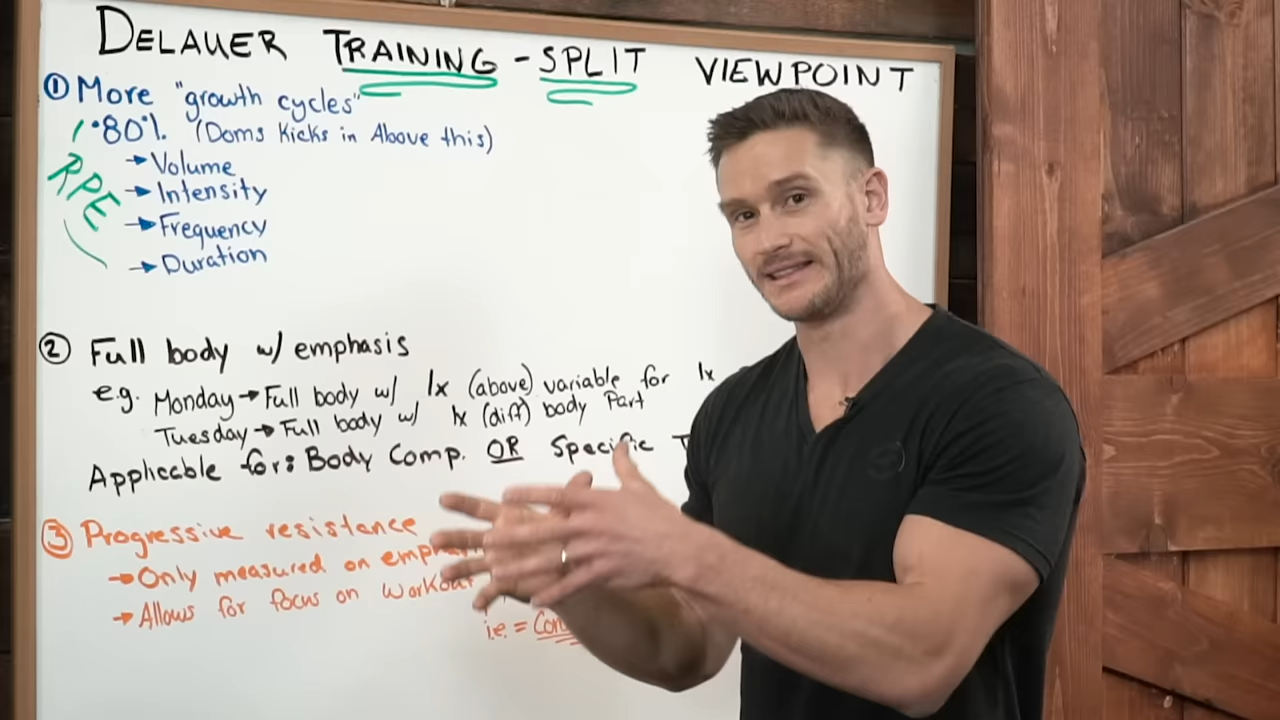 DELAUER TRAINING - SPLIT VIEWPOINT
① More "growth cycles"
• 80%. (Doms Kicks in Above this)
RPE
→ Volume
→ Intensity
→ Frequency
→ Duration
② Full body w/ emphasis
e.g. Monday → Full body w/ 1x (above) variable for 1x
Tuesday → Full body w/ 1x (diff) body Part
Applicable for: Body Comp. OR Specific
③ Progressive resistance
→ Only measured on
→ Allows for focus on Workout
i.e. =